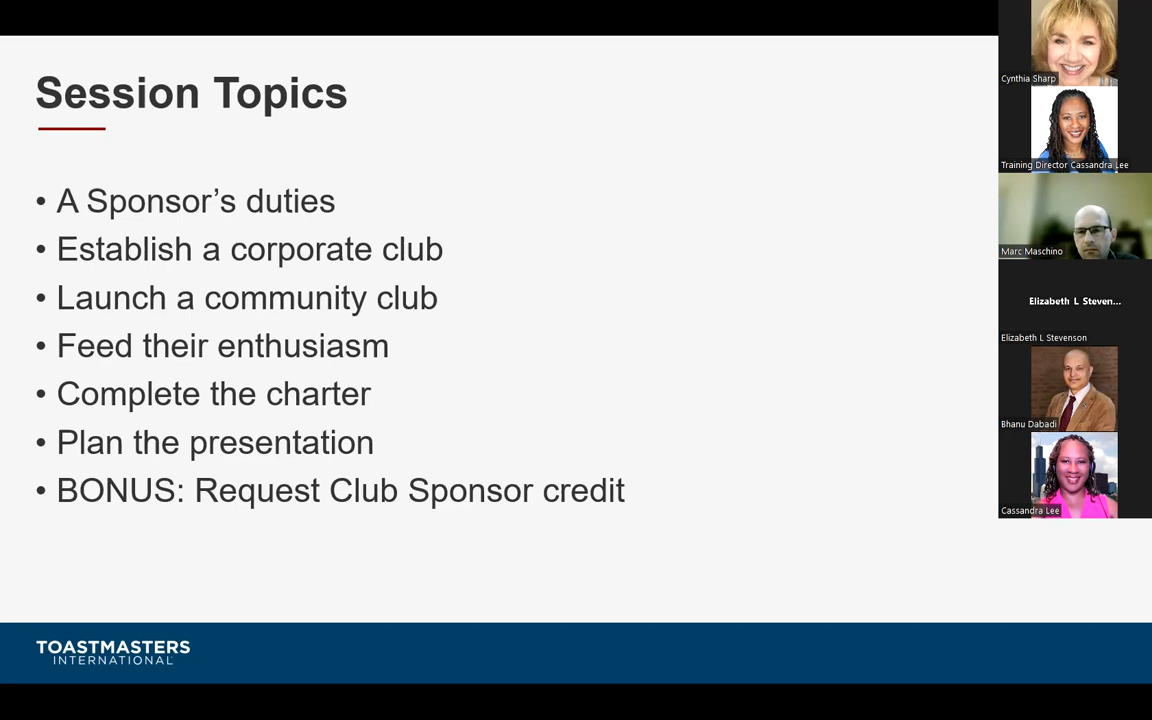 Session Topics
• A Sponsor’s duties
• Establish a corporate club
• Launch a community club
• Feed their enthusiasm
• Complete the charter
• Plan the presentation
• BONUS: Request Club Sponsor credit
TOASTMASTERS
INTERNATIONAL
Cynthia Sharp
Training Director Cassandra Lee
Marc Maschino
Elizabeth L Steven...
Elizabeth L Stevenson
Bhanu Dabadi
Cassandra Lee